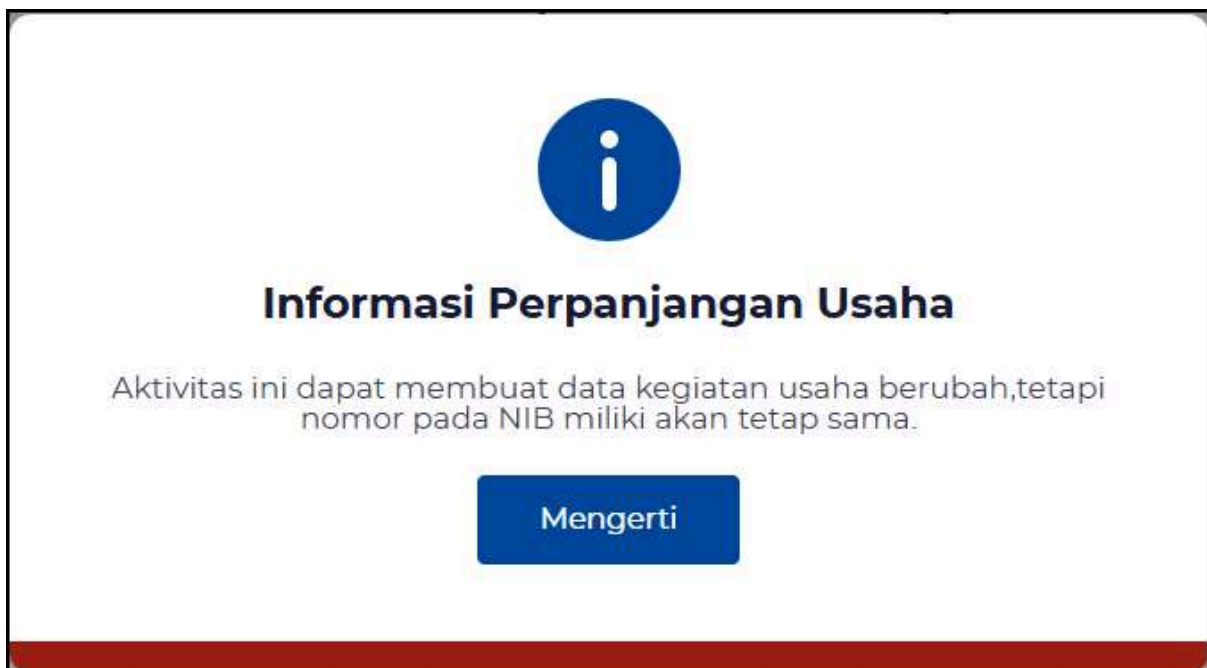 Informasi Perpanjangan Usaha
Aktivitas ini dapat membuat data kegiatan usaha berubah,tetapi
nomor pada NIB miliki akan tetap sama.
Mengerti